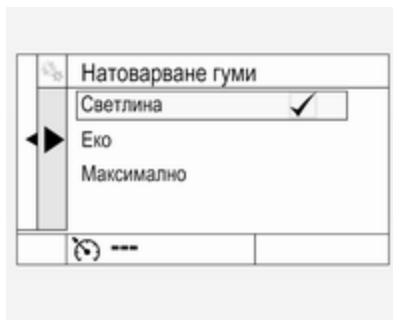 Натоварване гуми
Светлина
Еко
Максимално
---